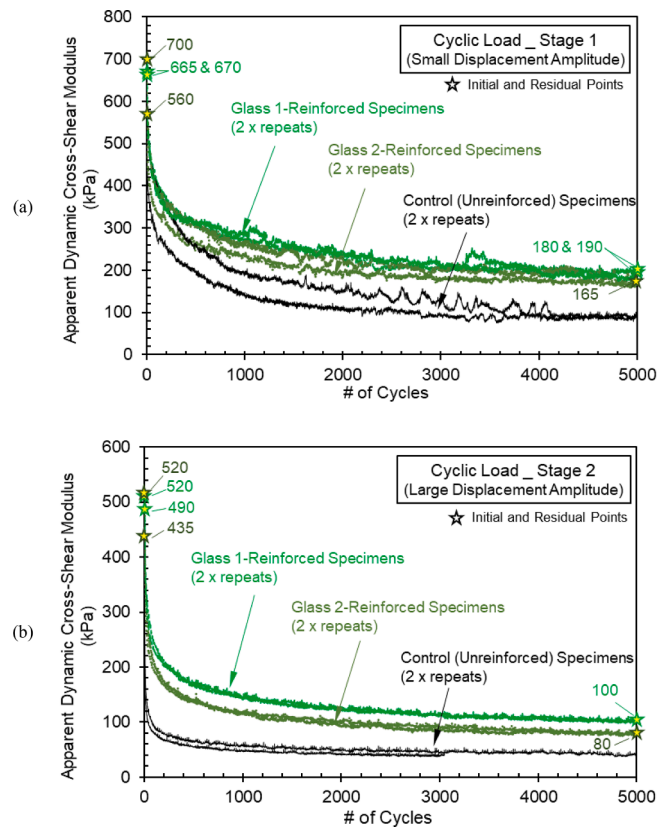 (a)
Apparent Dynamic Cross-Shear Modulus
(kPa)
800
700
600
500
400
300
200
100
0
Cyclic Load _ Stage 1
(Small Displacement Amplitude)
Initial and Residual Points
700
665 & 670
560
Glass 1-Reinforced Specimens
(2 x repeats)
Glass 2-Reinforced Specimens
(2 x repeats)
Control (Unreinforced) Specimens
(2 x repeats)
180 & 190
165
0
1000
2000
3000
4000
5000
# of Cycles
(b)
Apparent Dynamic Cross-Shear Modulus
(kPa)
600
500
400
300
200
100
0
Cyclic Load _ Stage 2
(Large Displacement Amplitude)
Initial and Residual Points
520
520
490
435
Glass 1-Reinforced Specimens
(2 x repeats)
Glass 2-Reinforced Specimens
(2 x repeats)
Control (Unreinforced) Specimens
(2 x repeats)
100
80
0
1000
2000
3000
4000
5000
# of Cycles